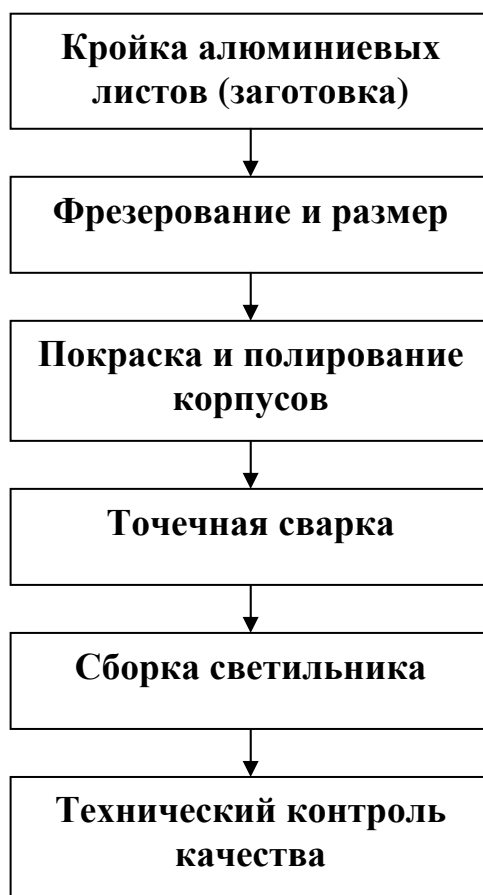 Кройка алюминиевых
листов (заготовка)
Фрезерование и размер
Покраска и полирование
корпусов
Точечная сварка
Сборка светильника
Технический контроль
качества